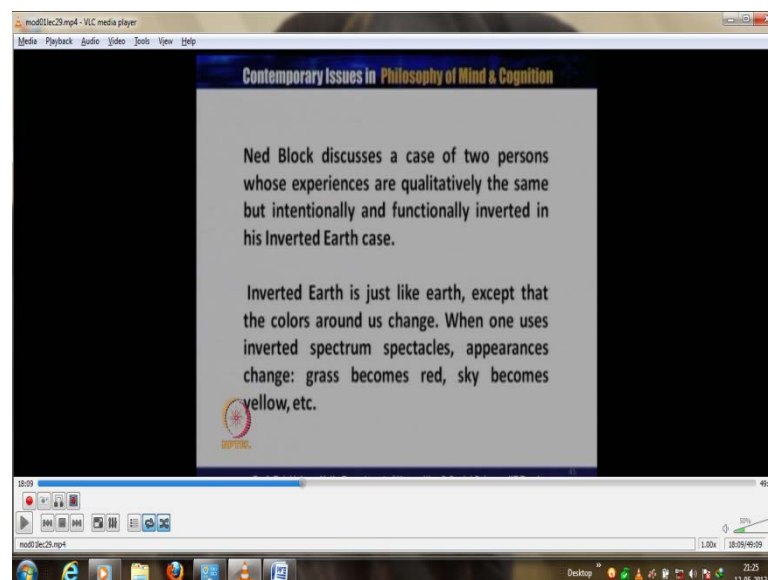 mod01lec29.mp4 - VLC media player
Media Playback Audio Video Tools View Help
Contemporary Issues in Philosophy of Mind & Cognition
Ned Block discusses a case of two persons
whose experiences are qualitatively the same
but intentionally and functionally inverted in
his Inverted Earth case.
Inverted Earth is just like earth, except that
the colors around us change. When one uses
inverted spectrum spectacles, appearances
change: grass becomes red, sky becomes
yellow, etc.
NPTEL
18:09
mod01lec29.mp4
1.00x 18:09/49:09
Desktop
21:25